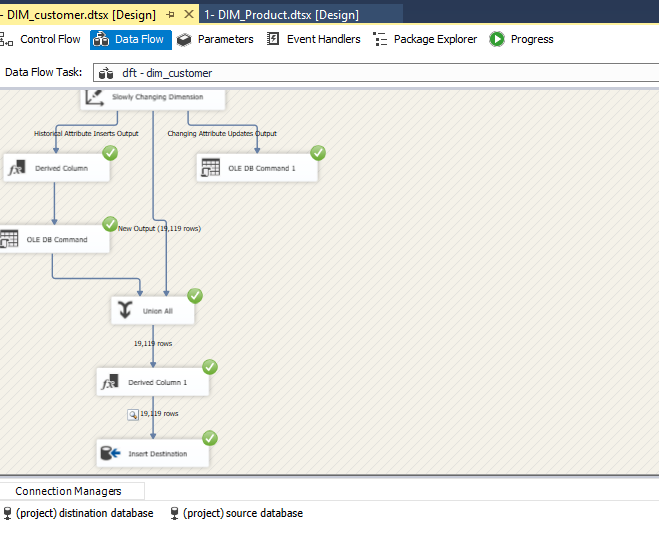 - DIM_customer.dtsx [Design] 1- DIM_Product.dtsx [Design]
Control Flow Data Flow Parameters Event Handlers Package Explorer Progress
Data Flow Task: dft - dim_customer
Slowly Changing Dimension
Historical Attribute Inserts Output Changing Attribute Updates Output
Derived Column OLE DB Command 1
New Output (19,119 rows)
OLE DB Command
Union All
19,119 rows
Derived Column 1
19,119 rows
Insert Destination
Connection Managers
(project) distination database (project) source database